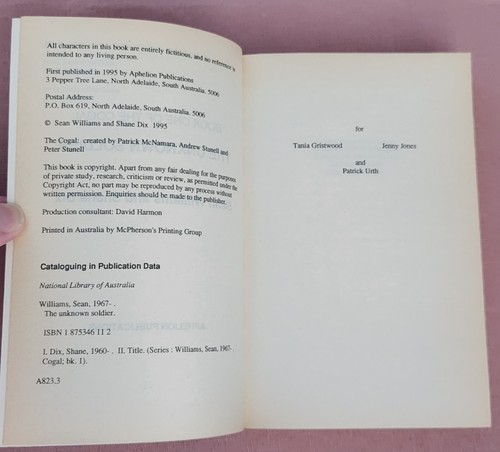 All characters in this book are entirely fictitious, and no reference is
intended to any living person.
First published in 1995 by Aphelion Publications
3 Pepper Tree Lane, North Adelaide, South Australia. 5006
Postal Address:
P.O. Box 619, North Adelaide, South Australia. 5006
© Sean Williams and Shane Dix 1995
The Cogal: created by Patrick McNamara, Andrew Stunell and
Peter Stunell
This book is copyright. Apart from any fair dealing for the purposes
of private study, research, criticism or review, as permitted under the
Copyright Act, no part may be reproduced by any process without
written permission. Enquiries should be made to the publisher.
Production consultant: David Harmon
Printed in Australia by McPherson's Printing Group
Cataloguing in Publication Data
National Library of Australia
Williams, Sean, 1967- .
The unknown soldier.
ISBN 1 875346 11 2
I. Dix, Shane, 1960- . II. Title. (Series : Williams, Sean, 1967-
Cogal; bk. 1).
A823.3
for
Tania Gristwood Jenny Jones
and
Patrick Urth